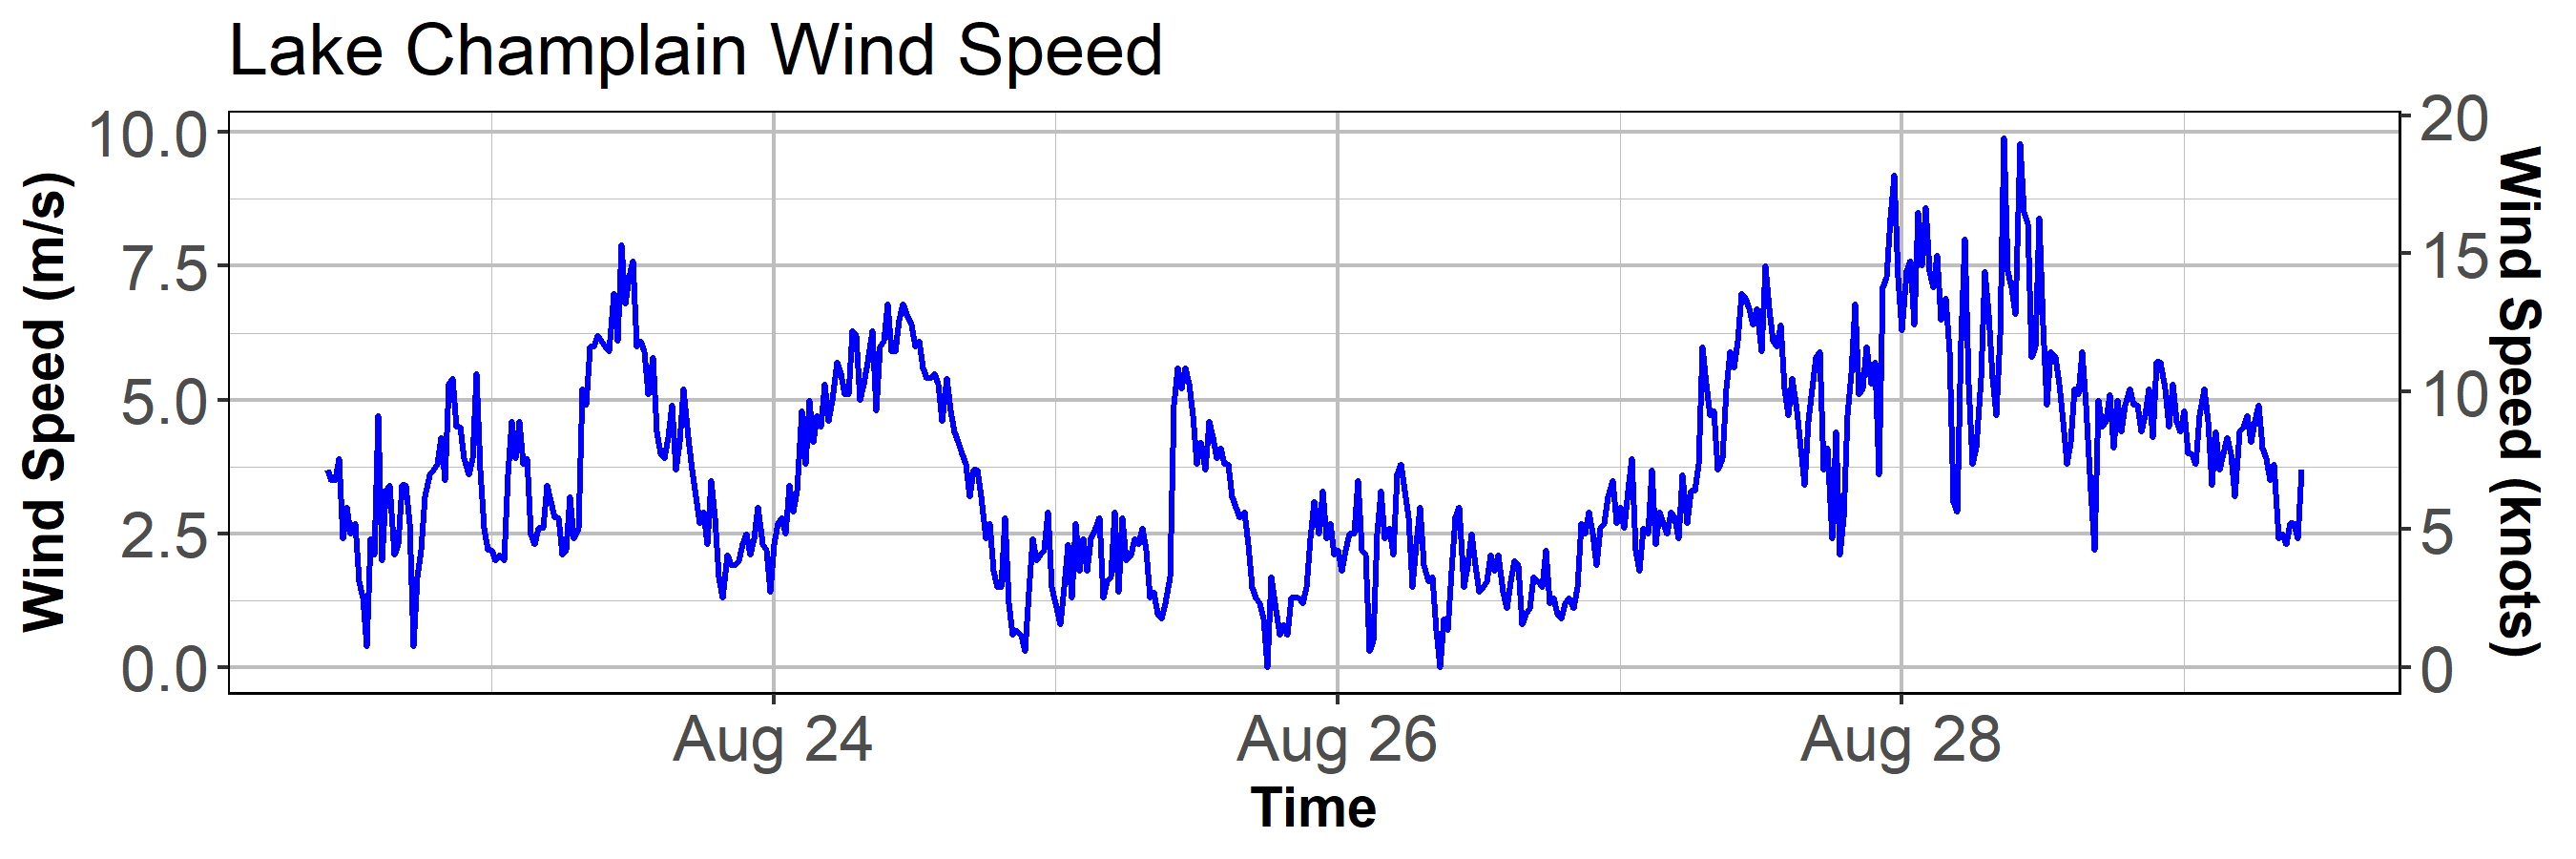 Lake Champlain Wind Speed
Wind Speed (m/s)
10.0
7.5
5.0
2.5
0.0
20
15
10
5
0
Wind Speed (knots)
Aug 24
Aug 26
Aug 28
Time